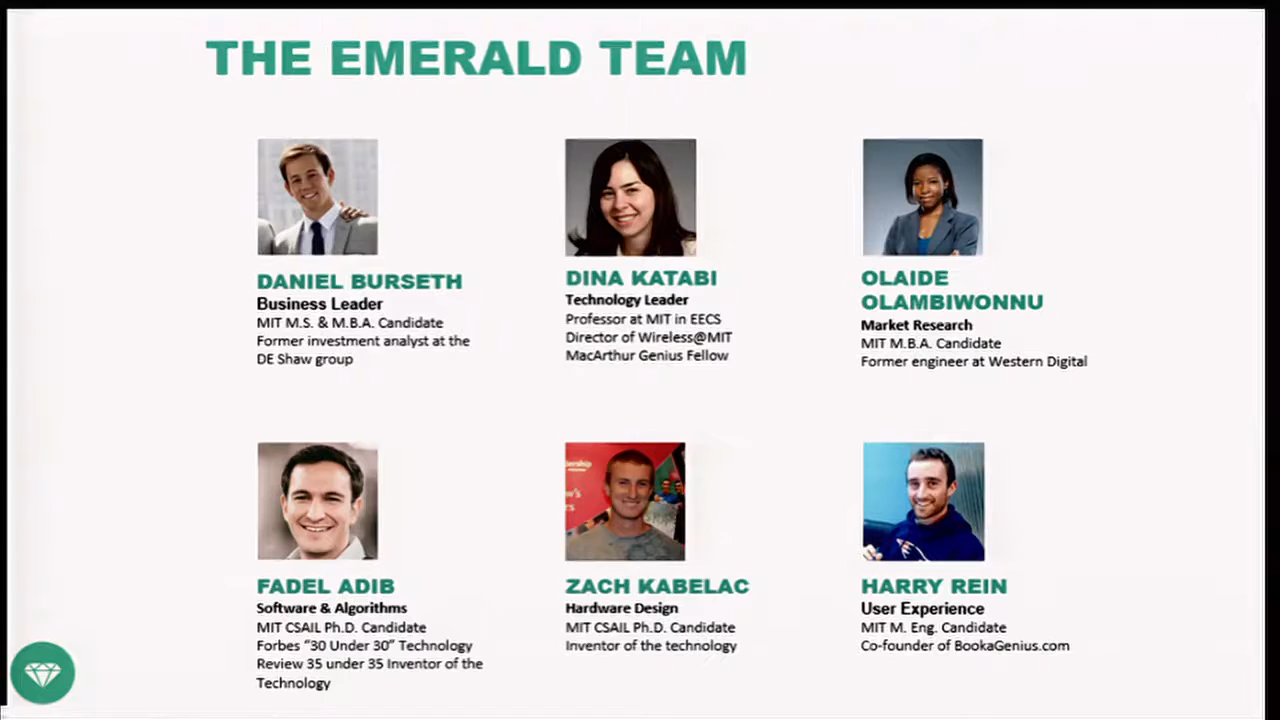 THE EMERALD TEAM
DANIEL BURSETH
Business Leader
MIT M.S. & M.B.A. Candidate
Former investment analyst at the
DE Shaw group
DINA KATABI
Technology Leader
Professor at MIT in EECS
Director of Wireless@MIT
MacArthur Genius Fellow
OLAIDE
OLAMBIWONNU
Market Research
MIT M.B.A. Candidate
Former engineer at Western Digital
FADEL ADIB
Software & Algorithms
MIT CSAIL Ph.D. Candidate
Forbes “30 Under 30” Technology
Review 35 under 35 Inventor of the
Technology
ZACH KABELAC
Hardware Design
MIT CSAIL Ph.D. Candidate
Inventor of the technology
HARRY REIN
User Experience
MIT M. Eng. Candidate
Co-founder of BookaGenius.com